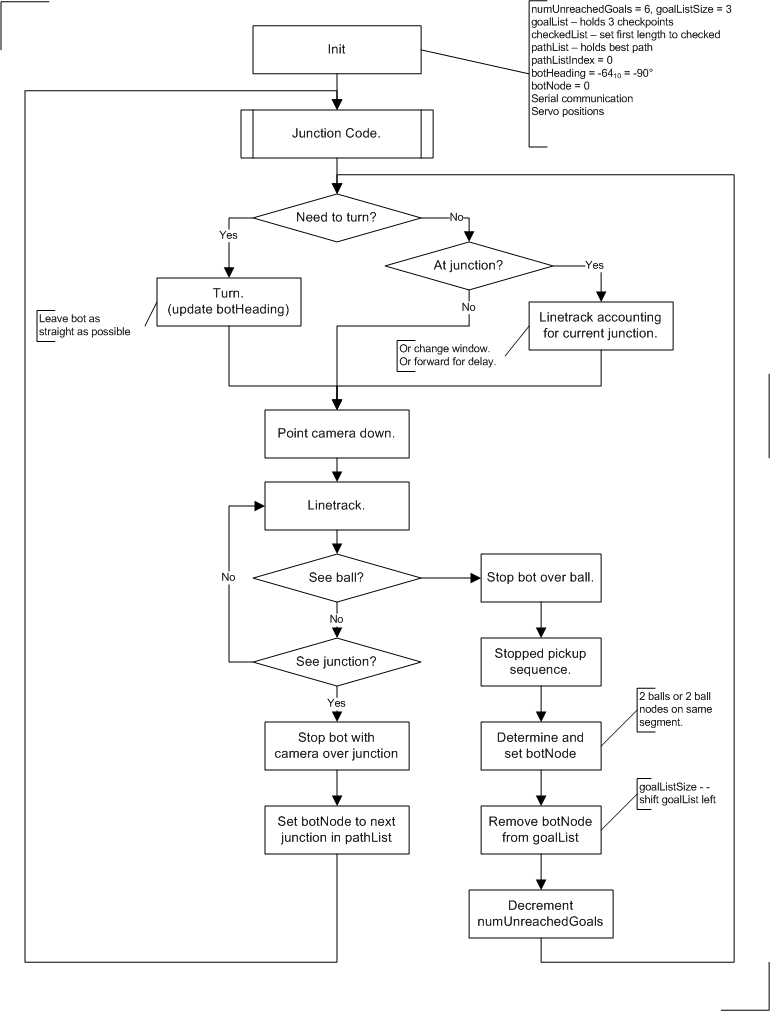 numUnreachedGoals = 6, goalListSize = 3
goalList – holds 3 checkpoints
checkedList – set first length to checked
pathList – holds best path
pathListIndex = 0
botHeading = -64₁₀ = -90°
botNode = 0
Serial communication
Servo positions
Init
Junction Code.
Need to turn?
No
Yes
At junction?
Yes
Turn.
(update botHeading)
No
Leave bot as
straight as possible
Linetrack accounting
for current junction.
Or change window.
Or forward for delay.
Point camera down.
Linetrack.
See ball?
Stop bot over ball.
No
No
See junction?
Stopped pickup
sequence.
Yes
2 balls or 2 ball
nodes on same
segment.
Stop bot with
camera over junction
Determine and
set botNode
goalListSize - -
shift goalList left
Set botNode to next
junction in pathList
Remove botNode
from goalList
Decrement
numUnreachedGoals